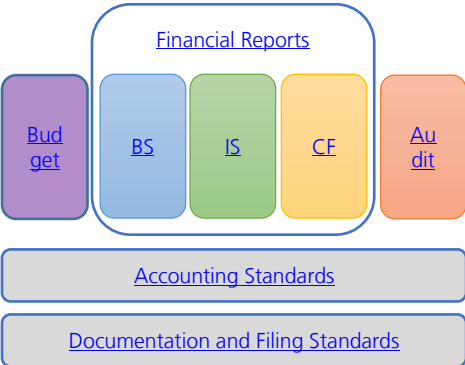 Financial Reports
Bud
get
BS
IS
CF
Au
dit
Accounting Standards
Documentation and Filing Standards